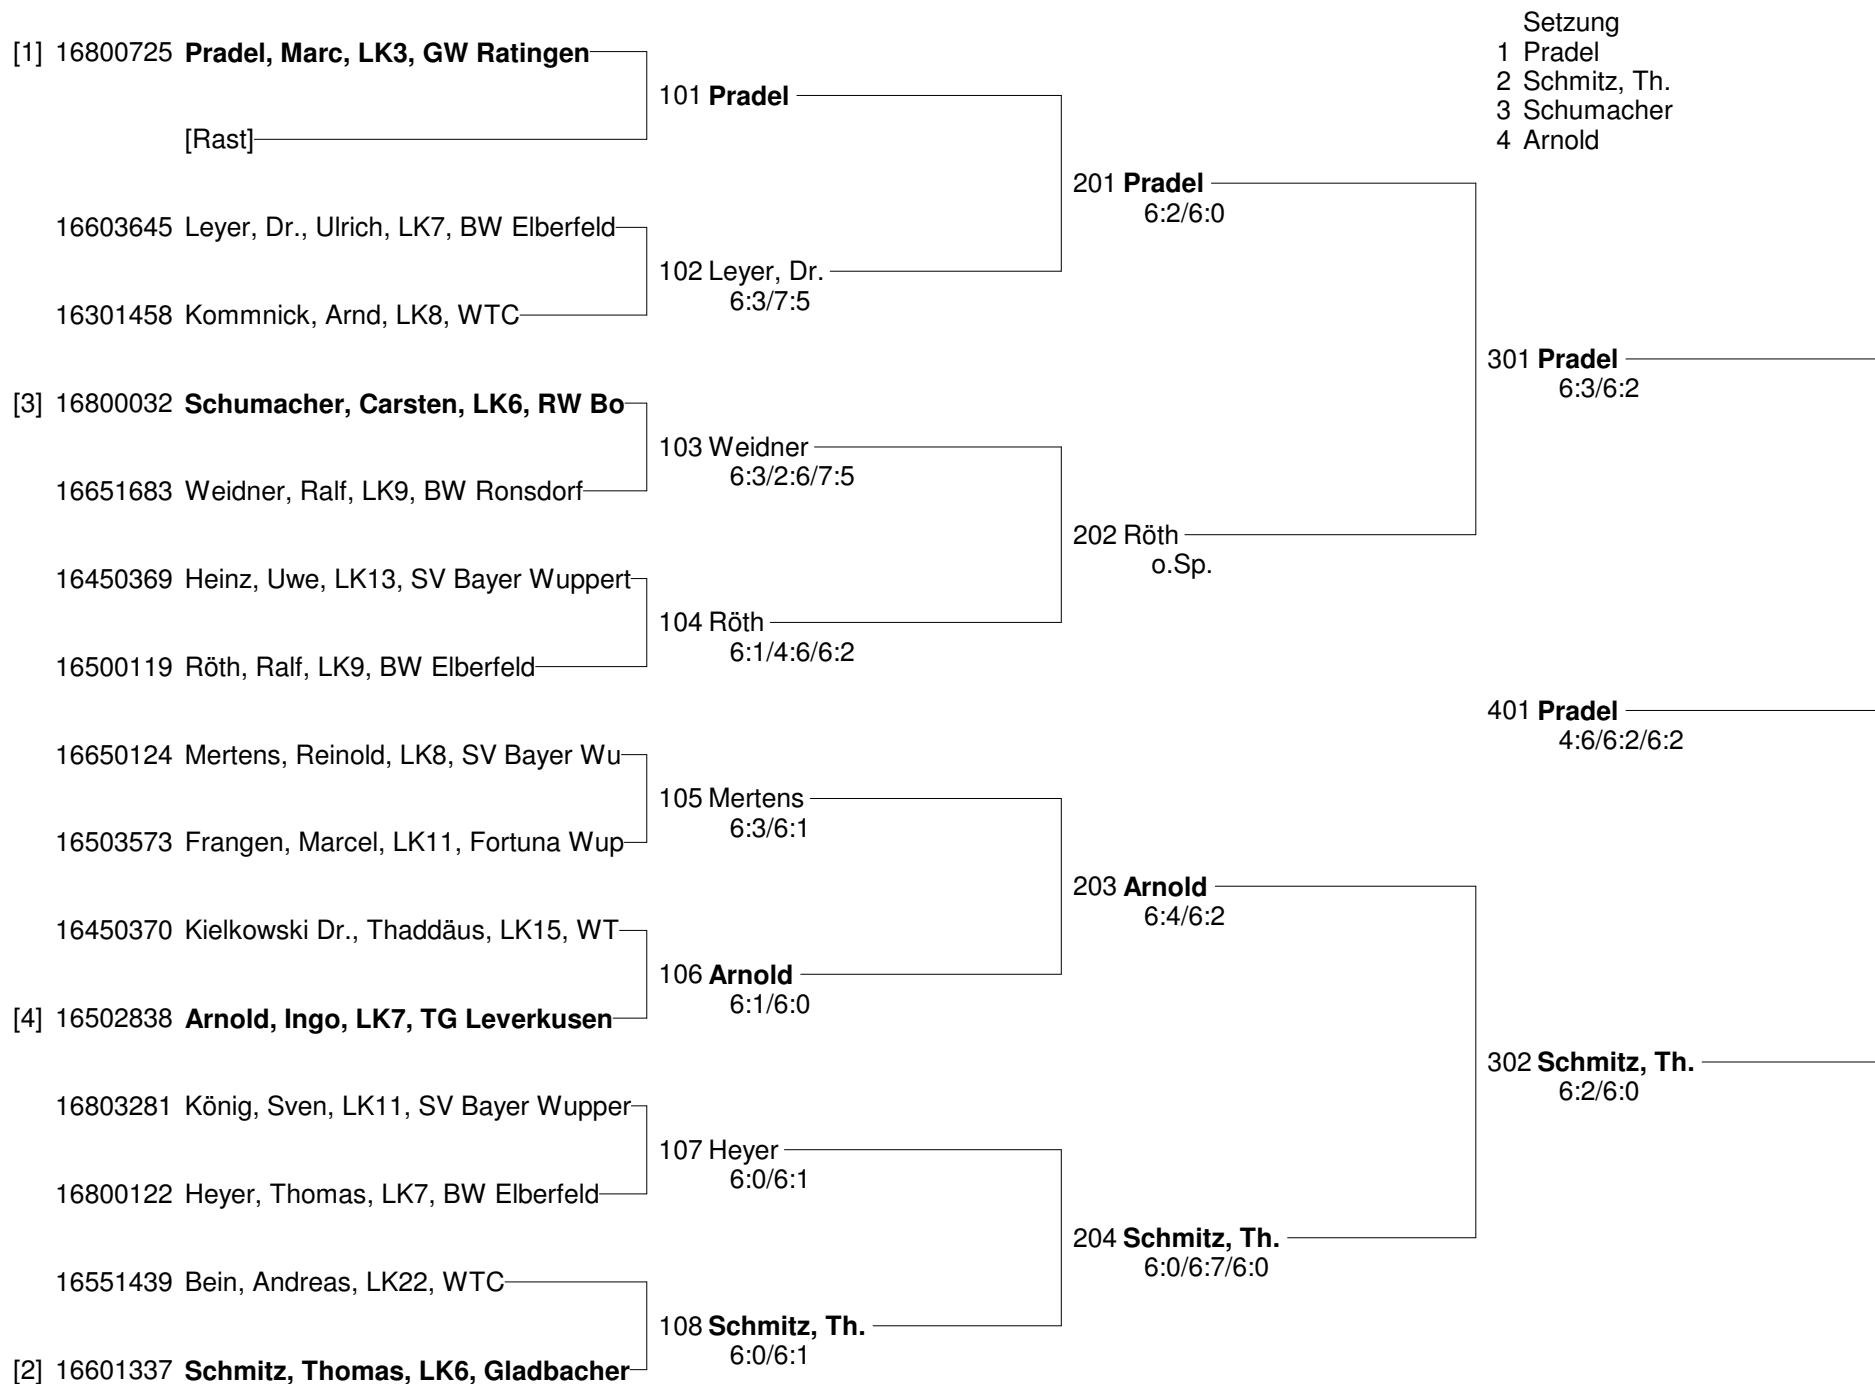 Setzung
1 Pradel
2 Schmitz, Th.
3 Schumacher
4 Arnold
[1] 16800725 Pradel, Marc, LK3, GW Ratingen
[Rast]
16603645 Leyer, Dr., Ulrich, LK7, BW Elberfeld
16301458 Kommnick, Arnd, LK8, WTC
[3] 16800032 Schumacher, Carsten, LK6, RW Bo
16651683 Weidner, Ralf, LK9, BW Ronsdorf
16450369 Heinz, Uwe, LK13, SV Bayer Wuppert
16500119 Röth, Ralf, LK9, BW Elberfeld
16650124 Mertens, Reinold, LK8, SV Bayer Wu
16503573 Frangen, Marcel, LK11, Fortuna Wup
16450370 Kielkowski Dr., Thaddäus, LK15, WT
[4] 16502838 Arnold, Ingo, LK7, TG Leverkusen
16803281 König, Sven, LK11, SV Bayer Wupper
16800122 Heyer, Thomas, LK7, BW Elberfeld
16551439 Bein, Andreas, LK22, WTC
[2] 16601337 Schmitz, Thomas, LK6, Gladbacher
101 Pradel
102 Leyer, Dr.
6:3/7:5
103 Weidner
6:3/2:6/7:5
104 Röth
6:1/4:6/6:2
105 Mertens
6:3/6:1
106 Arnold
6:1/6:0
107 Heyer
6:0/6:1
108 Schmitz, Th.
6:0/6:1
201 Pradel
6:2/6:0
202 Röth
o.Sp.
203 Arnold
6:4/6:2
204 Schmitz, Th.
6:0/6:7/6:0
301 Pradel
6:3/6:2
401 Pradel
4:6/6:2/6:2
302 Schmitz, Th.
6:2/6:0